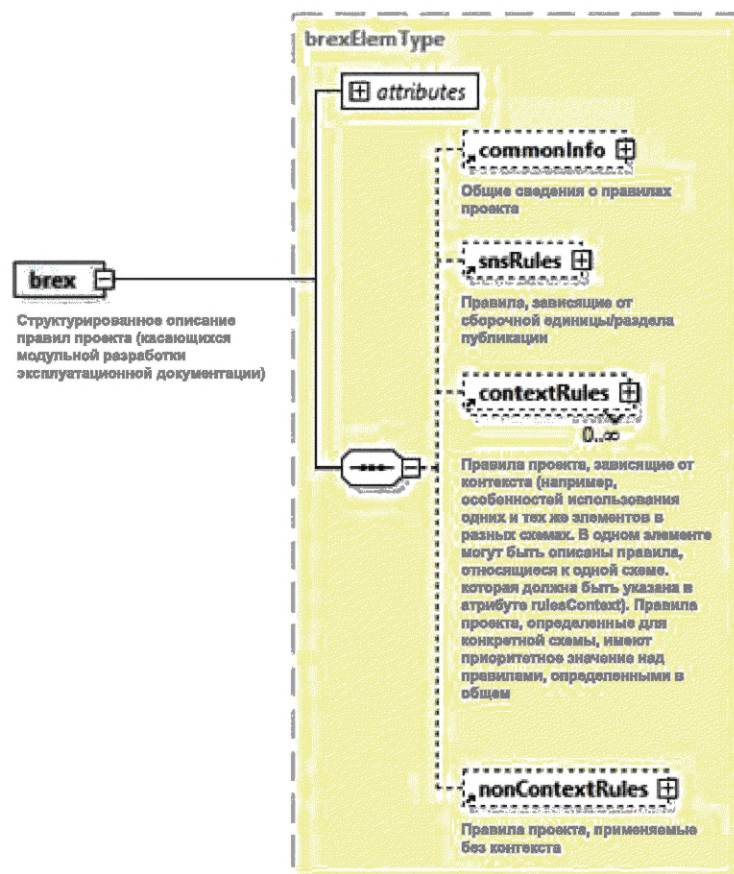 brexElemType
attributes
commonInfo
Общие сведения о правилах
проекта
snsRules
Правила, зависящие от
сборочной единицы/раздела
публикации
brex
Структурированное описание
правил проекта (касающихся
модульной разработки
эксплуатационной документации)
contextRules
0..∞
Правила проекта, зависящие от
контекста (например,
особенностей использования
одних и тех же элементов в
разных схемах. В одном элементе
могут быть описаны правила,
относящиеся к одной схеме.
которая должна быть указана в
атрибуте rulesContext). Правила
проекта, определенные для
конкретной схемы, имеют
приоритетное значение над
правилами, определенными в
общем
nonContextRules
Правила проекта, применяемые
без контекста